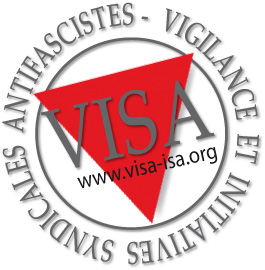 VIGILANCE ET INITIATIVES SYNDICALES ANTIFASCISTES -
VISA
www.visa-isa.org